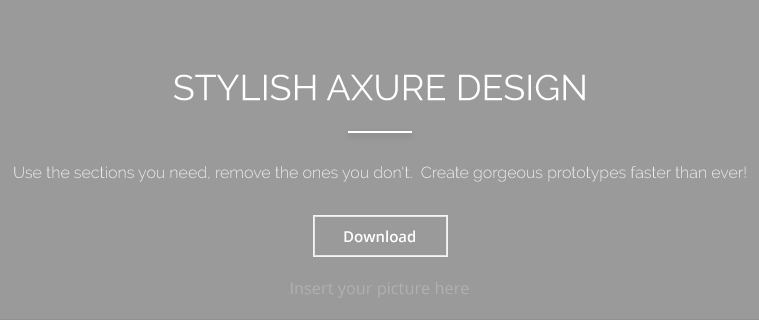 STYLISH AXURE DESIGN
Use the sections you need, remove the ones you don't.  Create gorgeous prototypes faster than ever!
Download
Insert your picture here